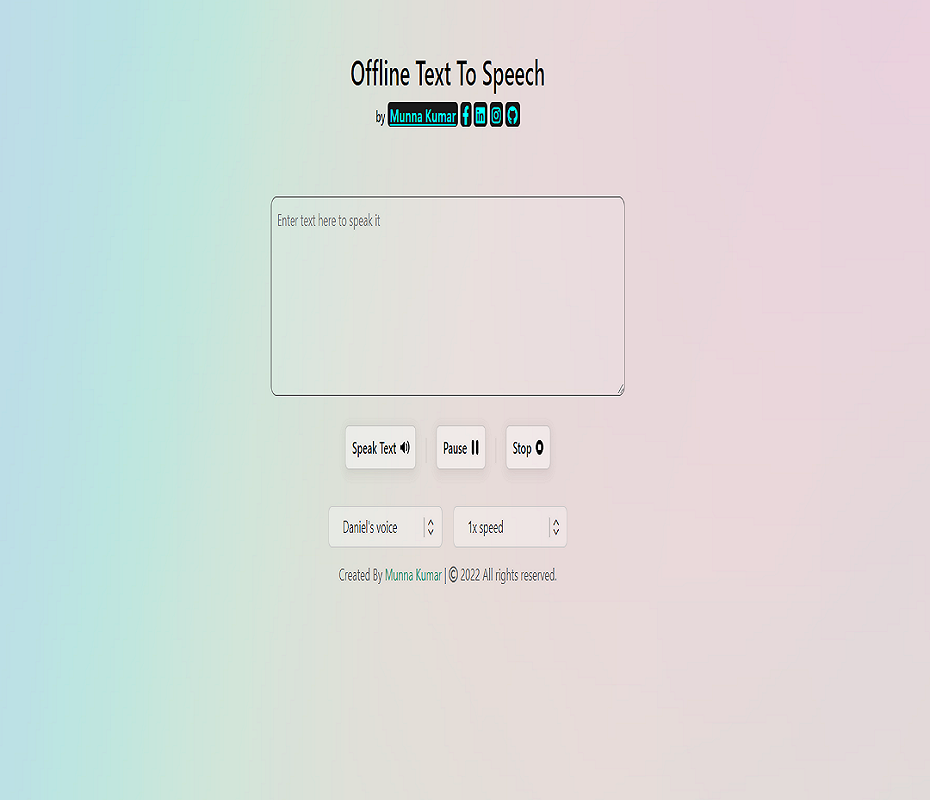 Offline Text To Speech
by Munna Kumar
Enter text here to speak it
Speak Text
Pause
Stop
Daniel's voice
1x speed
Created By Munna Kumar | © 2022 All rights reserved.